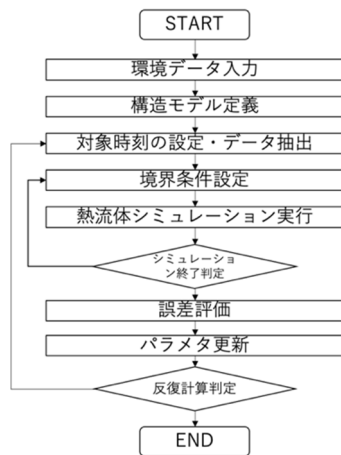 START
環境データ入力
構造モデル定義
対象時刻の設定・データ抽出
境界条件設定
熱流体シミュレーション実行
シミュレーショ
ン終了判定
誤差評価
パラメタ更新
反復計算判定
END